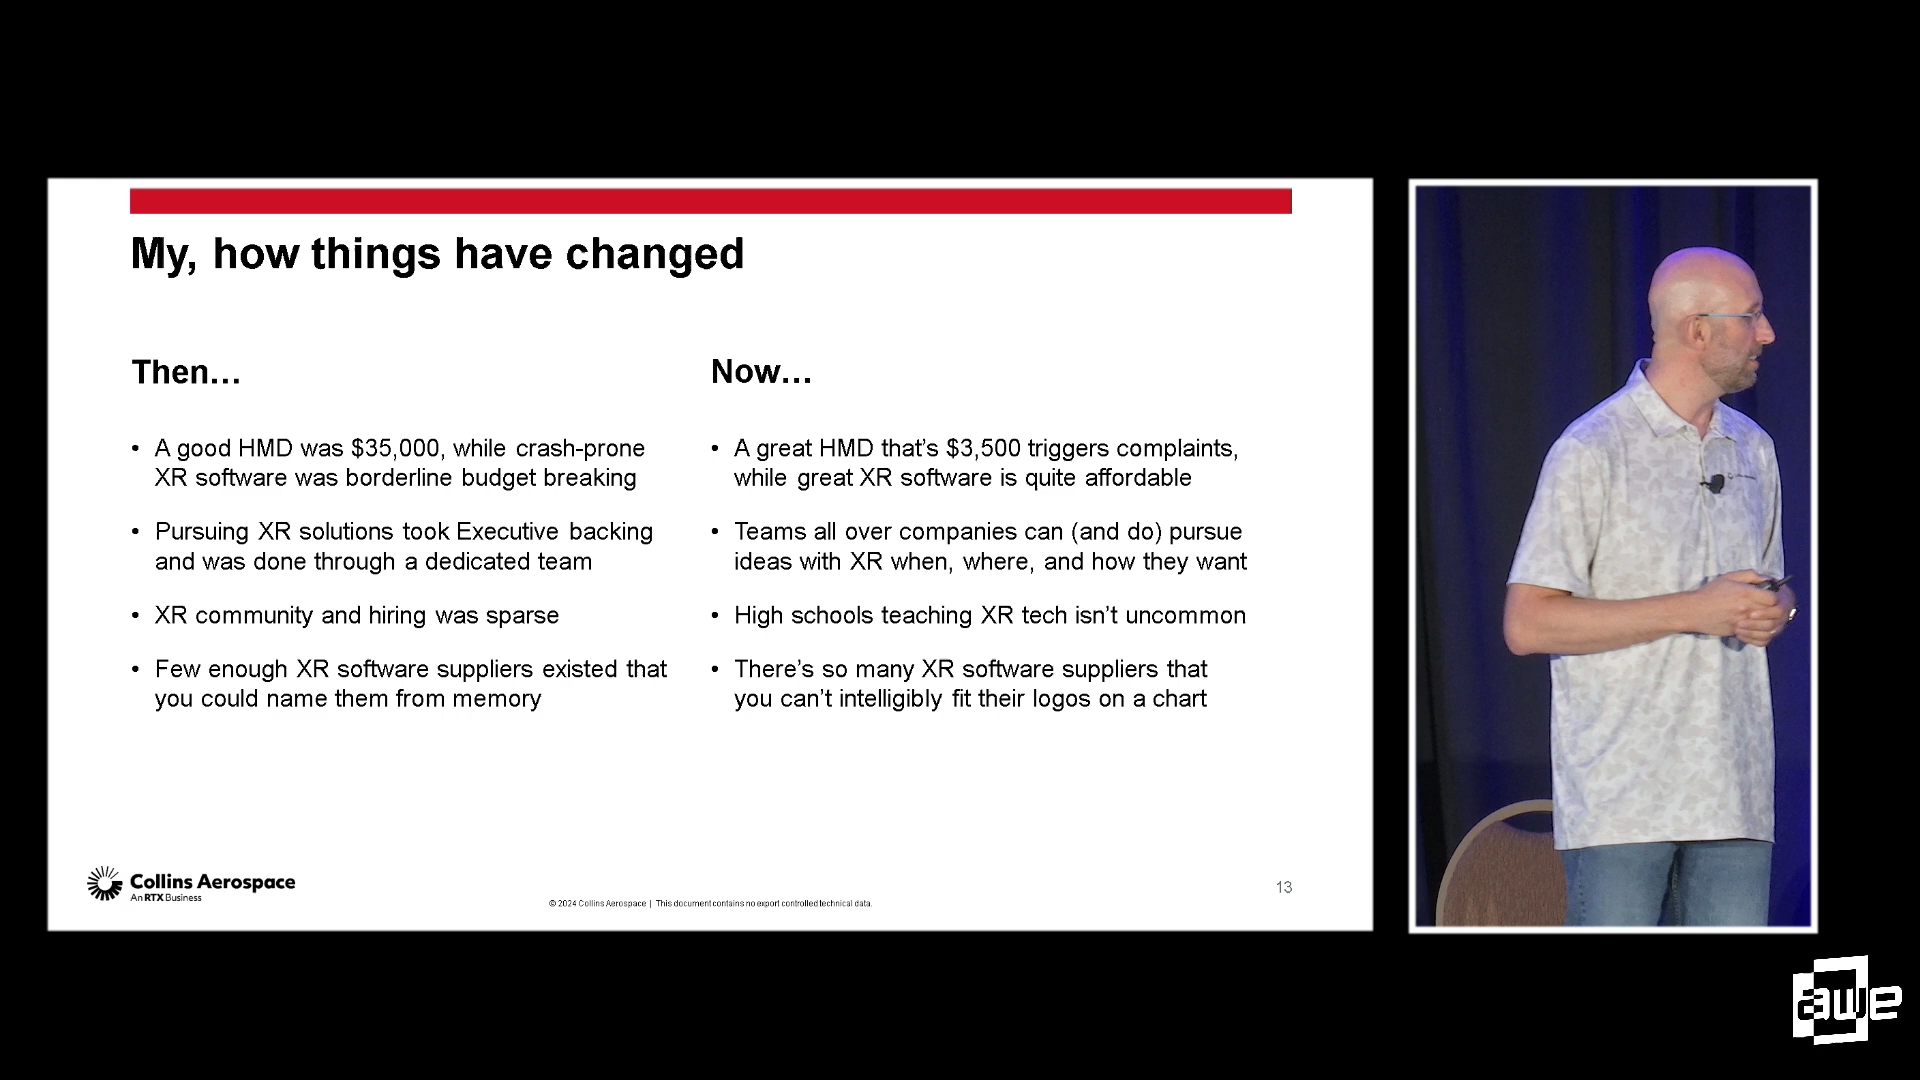 My, how things have changed
Then…
• A good HMD was $35,000, while crash-prone
XR software was borderline budget breaking
• Pursuing XR solutions took Executive backing
and was done through a dedicated team
• XR community and hiring was sparse
• Few enough XR software suppliers existed that
you could name them from memory
Now…
• A great HMD that’s $3,500 triggers complaints,
while great XR software is quite affordable
• Teams all over companies can (and do) pursue
ideas with XR when, where, and how they want
• High schools teaching XR tech isn’t uncommon
• There’s so many XR software suppliers that
you can’t intelligibly fit their logos on a chart
Collins Aerospace
An RTX Business
© 2024 Collins Aerospace | This document contains no export controlled technical data.
13
awe